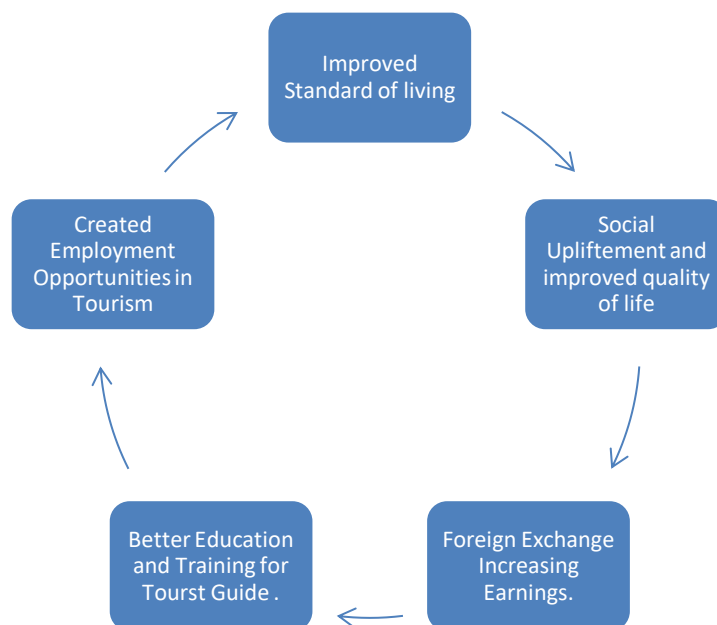 Improved
Standard of living
Social
Upliftement and
improved quality
of life
Foreign Exchange
Increasing
Earnings.
Better Education
and Training for
Tourst Guide .
Created
Employment
Opportunities in
Tourism